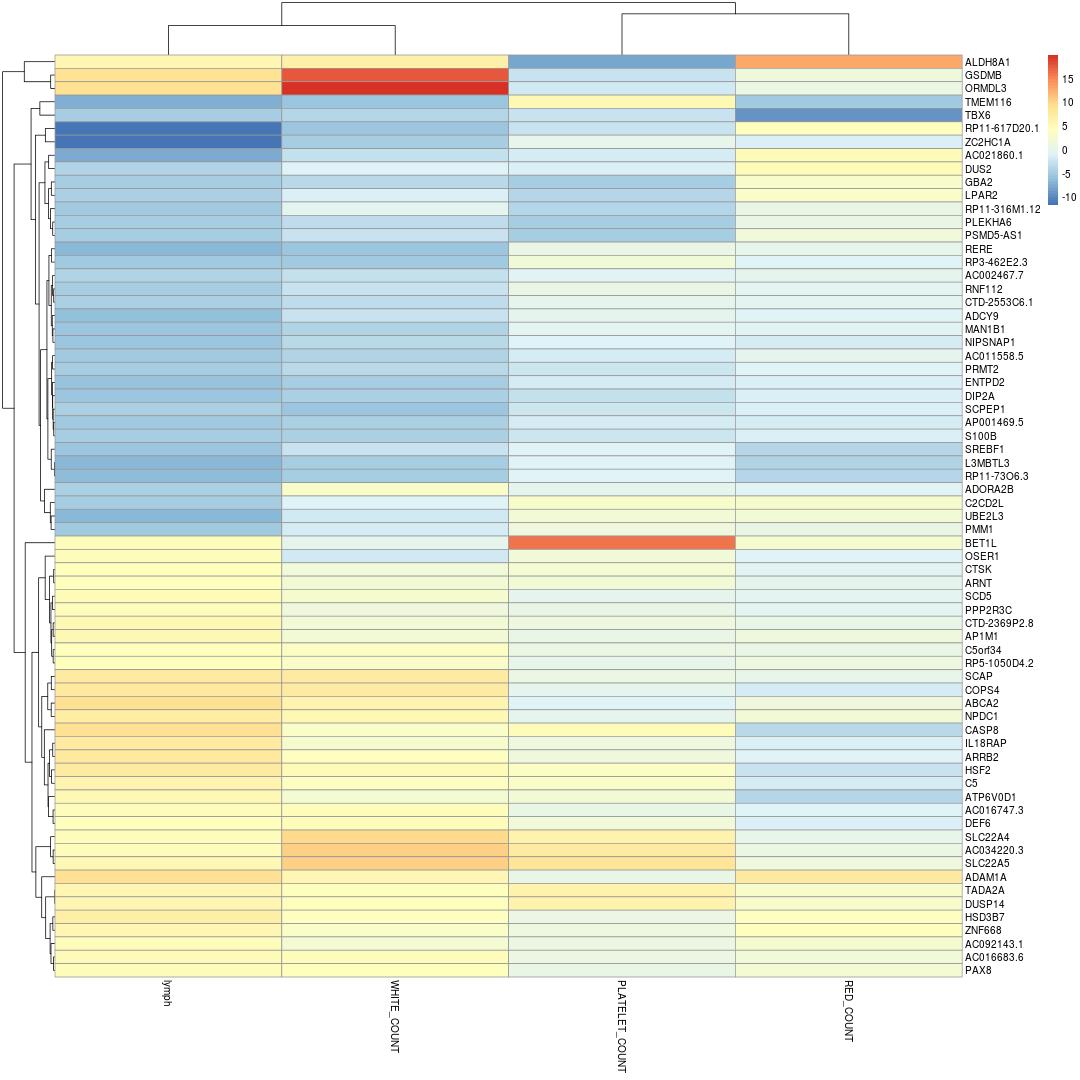 ALDH8A1
GSDMB
ORMDL3
TMEM116
TBX6
RP11-617D20.1
ZC2HC1A
AC021860.1
DUS2
GBA2
LPAR2
RP11-316M1.12
PLEKHA6
PSMD5-AS1
RERE
RP3-462E2.3
AC002467.7
RNF112
CTD-2553C6.1
ADCY9
MAN1B1
NIPSNAP1
AC011558.5
PRMT2
ENTPD2
DIP2A
SCPEP1
AP001469.5
S100B
SREBF1
L3MBTL3
RP11-73O6.3
ADORA2B
C2CD2L
UBE2L3
PMM1
BET1L
OSER1
CTSK
ARNT
SCD5
PPP2R3C
CTD-2369P2.8
AP1M1
C5orf34
RP5-1050D4.2
SCAP
COPS4
ABCA2
NPDC1
CASP8
IL18RAP
ARRB2
HSF2
C5
ATP6V0D1
AC016747.3
DEF6
SLC22A4
AC034220.3
SLC22A5
ADAM1A
TADA2A
DUSP14
HSD3B7
ZNF668
AC092143.1
AC016683.6
PAX8
15
10
5
0
-5
-10
lymph
WHITE_COUNT
PLATELET_COUNT
RED_COUNT